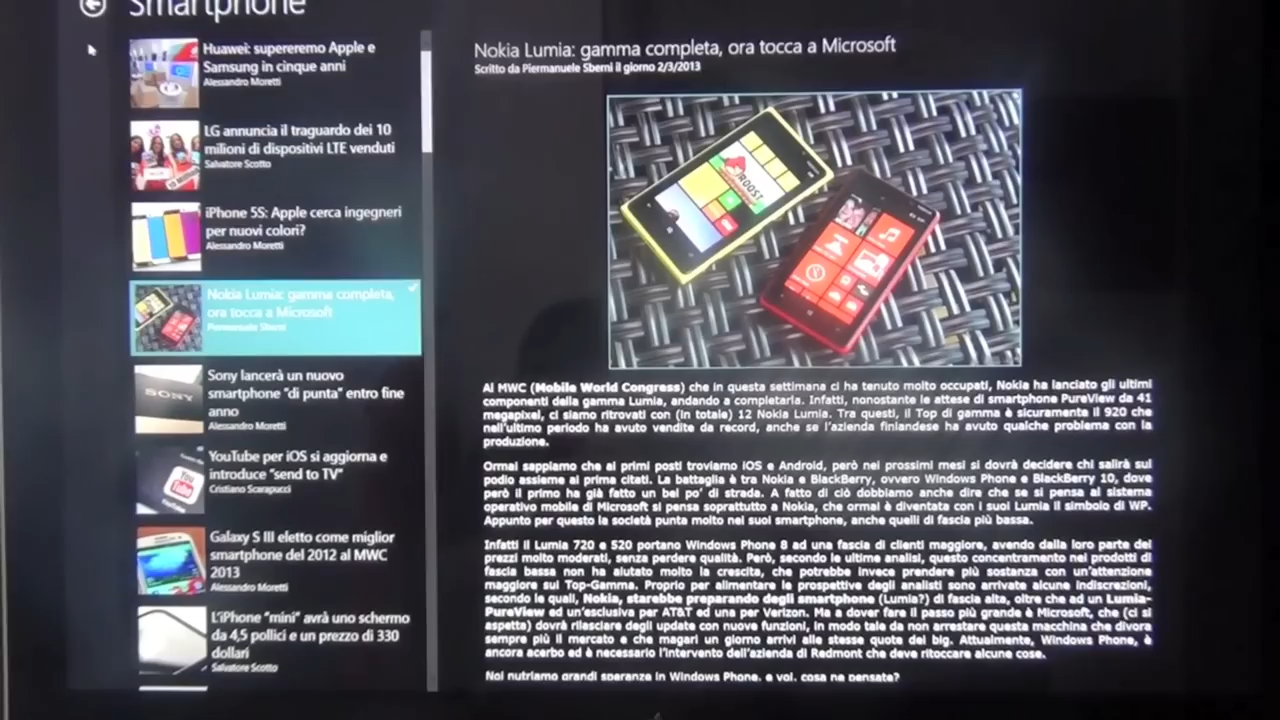 Smartphone
Huawei: supereremo Apple e
Samsung in cinque anni
Alessandro Moretti
LG annuncia il traguardo dei 10
milioni di dispositivi LTE venduti
Salvatore Scotto
iPhone 5S: Apple cerca ingegneri
per nuovi colori?
Alessandro Moretti
Nokia Lumia: gamma completa,
ora tocca a Microsoft
Piermanuele Sberni
SONY
Sony lancerà un nuovo
smartphone "di punta" entro fine
anno
Alessandro Moretti
You
Tube
YouTube per iOS si aggiorna e
introduce "send to TV"
Cristiano Scarapucci
Galaxy S III eletto come miglior
smartphone del 2012 al MWC
2013
Alessandro Moretti
L'iPhone "mini" avrà uno schermo
da 4,5 pollici e un prezzo di 330
dollari
Salvatore Scotto
Nokia Lumia: gamma completa, ora tocca a Microsoft
Scritto da Piermanuele Sberni il giorno 2/3/2013
ROOST
Al MWC (Mobile World Congress) che in questa settimana ci ha tenuto molto occupati, Nokia ha lanciato gli ultimi
componenti della gamma Lumia, andando a completarla. Infatti, nonostante le attese di smartphone PureView da 41
megapixel, ci siamo ritrovati con (in totale) 12 Nokia Lumia. Tra questi, il Top di gamma è sicuramente il 920 che
nell'ultimo periodo ha avuto vendite da record, anche se l'azienda finlandese ha avuto qualche problema con la
produzione.
Ormai sappiamo che ai primi posti troviamo iOS e Android, però nei prossimi mesi si dovrà decidere chi salirà sul
podio assieme ai prima citati. La battaglia è tra Nokia e BlackBerry, ovvero Windows Phone e BlackBerry 10, dove
però il primo ha già fatto un bel po' di strada. A fatto di ciò dobbiamo anche dire che se si pensa al sistema
operativo mobile di Microsoft si pensa soprattutto a Nokia, che ormai è diventata con i suoi Lumia il simbolo di WP.
Appunto per questo la società punta molto nei suoi smartphone, anche quelli di fascia più bassa.
Infatti il Lumia 720 e 520 portano Windows Phone 8 ad una fascia di clienti maggiore, avendo dalla loro parte dei
prezzi molto moderati, senza perdere qualità. Però, secondo le ultime analisi, questo concentramento nei prodotti di
fascia bassa non ha aiutato molto la crescita, che potrebbe invece prendere più sostanza con un'attenzione
maggiore sui Top-Gamma. Proprio per alimentare le prospettive degli analisti sono arrivate alcune indiscrezioni,
secondo le quali, Nokia, starebbe preparando degli smartphone (Lumia?) di fascia alta, oltre che ad un Lumia-
PureView ed un'esclusiva per AT&T ed una per Verizon. Ma a dover fare il passo più grande è Microsoft, che (ci si
aspetta) dovrà rilasciare degli update con nuove funzioni, in modo tale da non arrestare questa macchina che divora
sempre più il mercato e che magari un giorno arrivi alle stesse quote dei big. Attualmente, Windows Phone, è
ancora acerbo ed è necessario l'intervento dell'azienda di Redmont che deve ritoccare alcune cose.
Noi nutriamo grandi speranze in Windows Phone, e voi, cosa ne pensate?